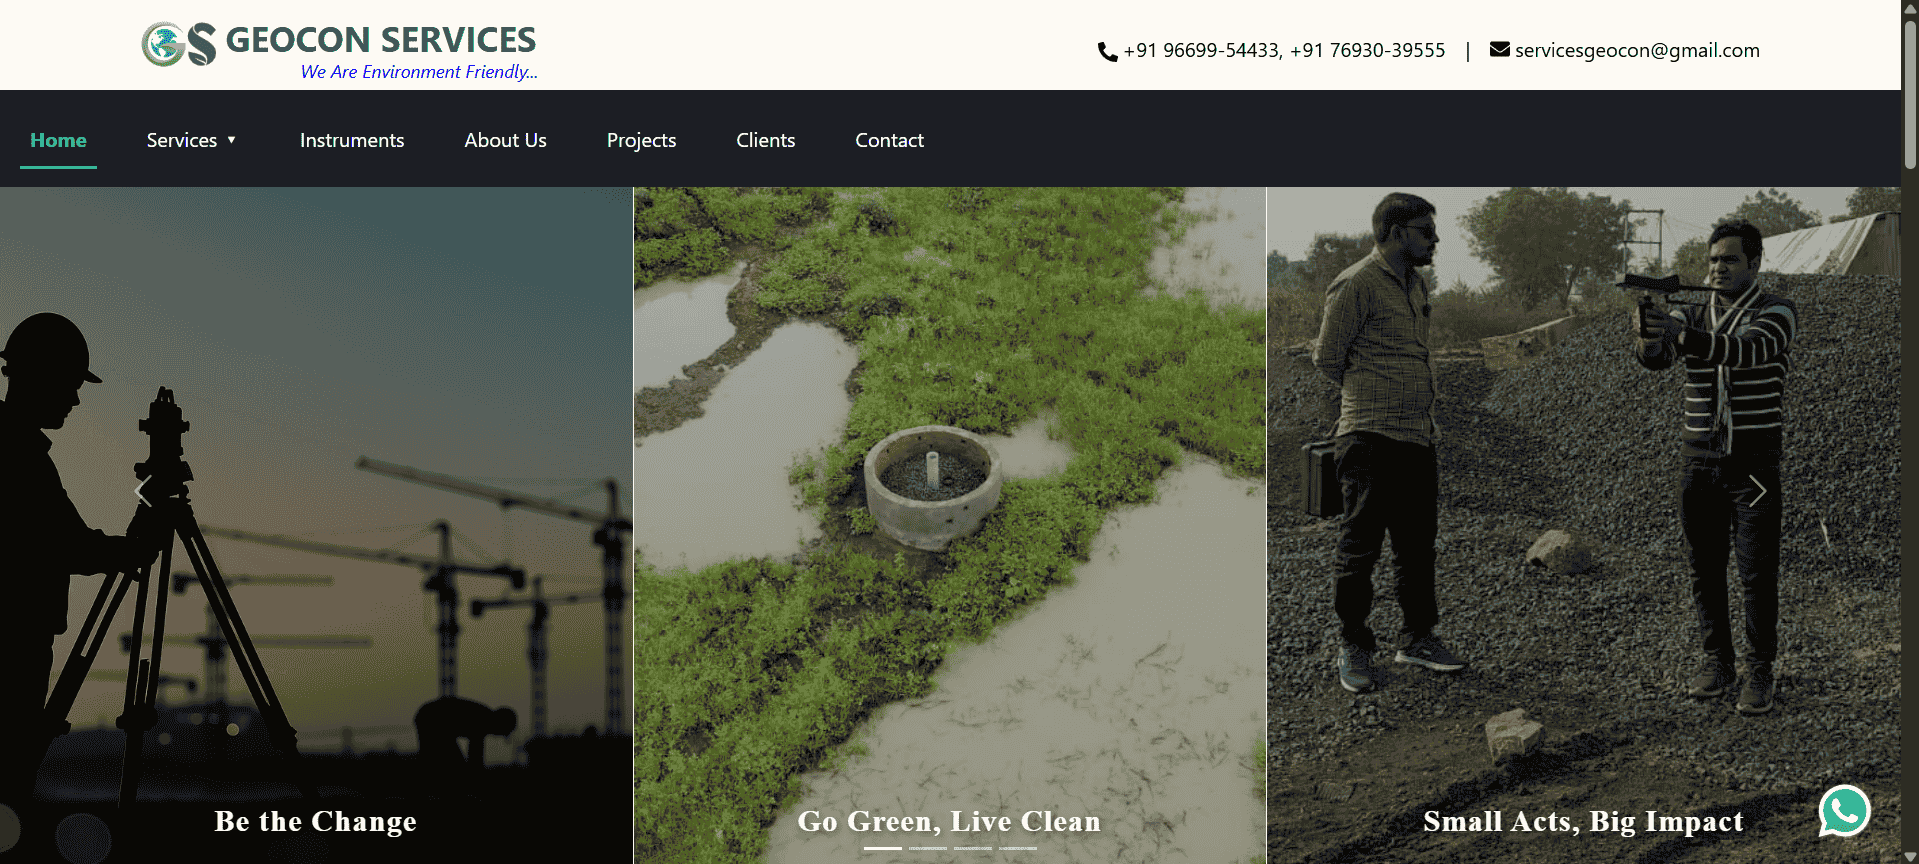 GS GEOCON SERVICES
We Are Environment Friendly...
+91 96699-54433, +91 76930-39555 | servicesgeocon@gmail.com
Home Services ▼ Instruments About Us Projects Clients Contact
Be the Change
Go Green, Live Clean
Small Acts, Big Impact